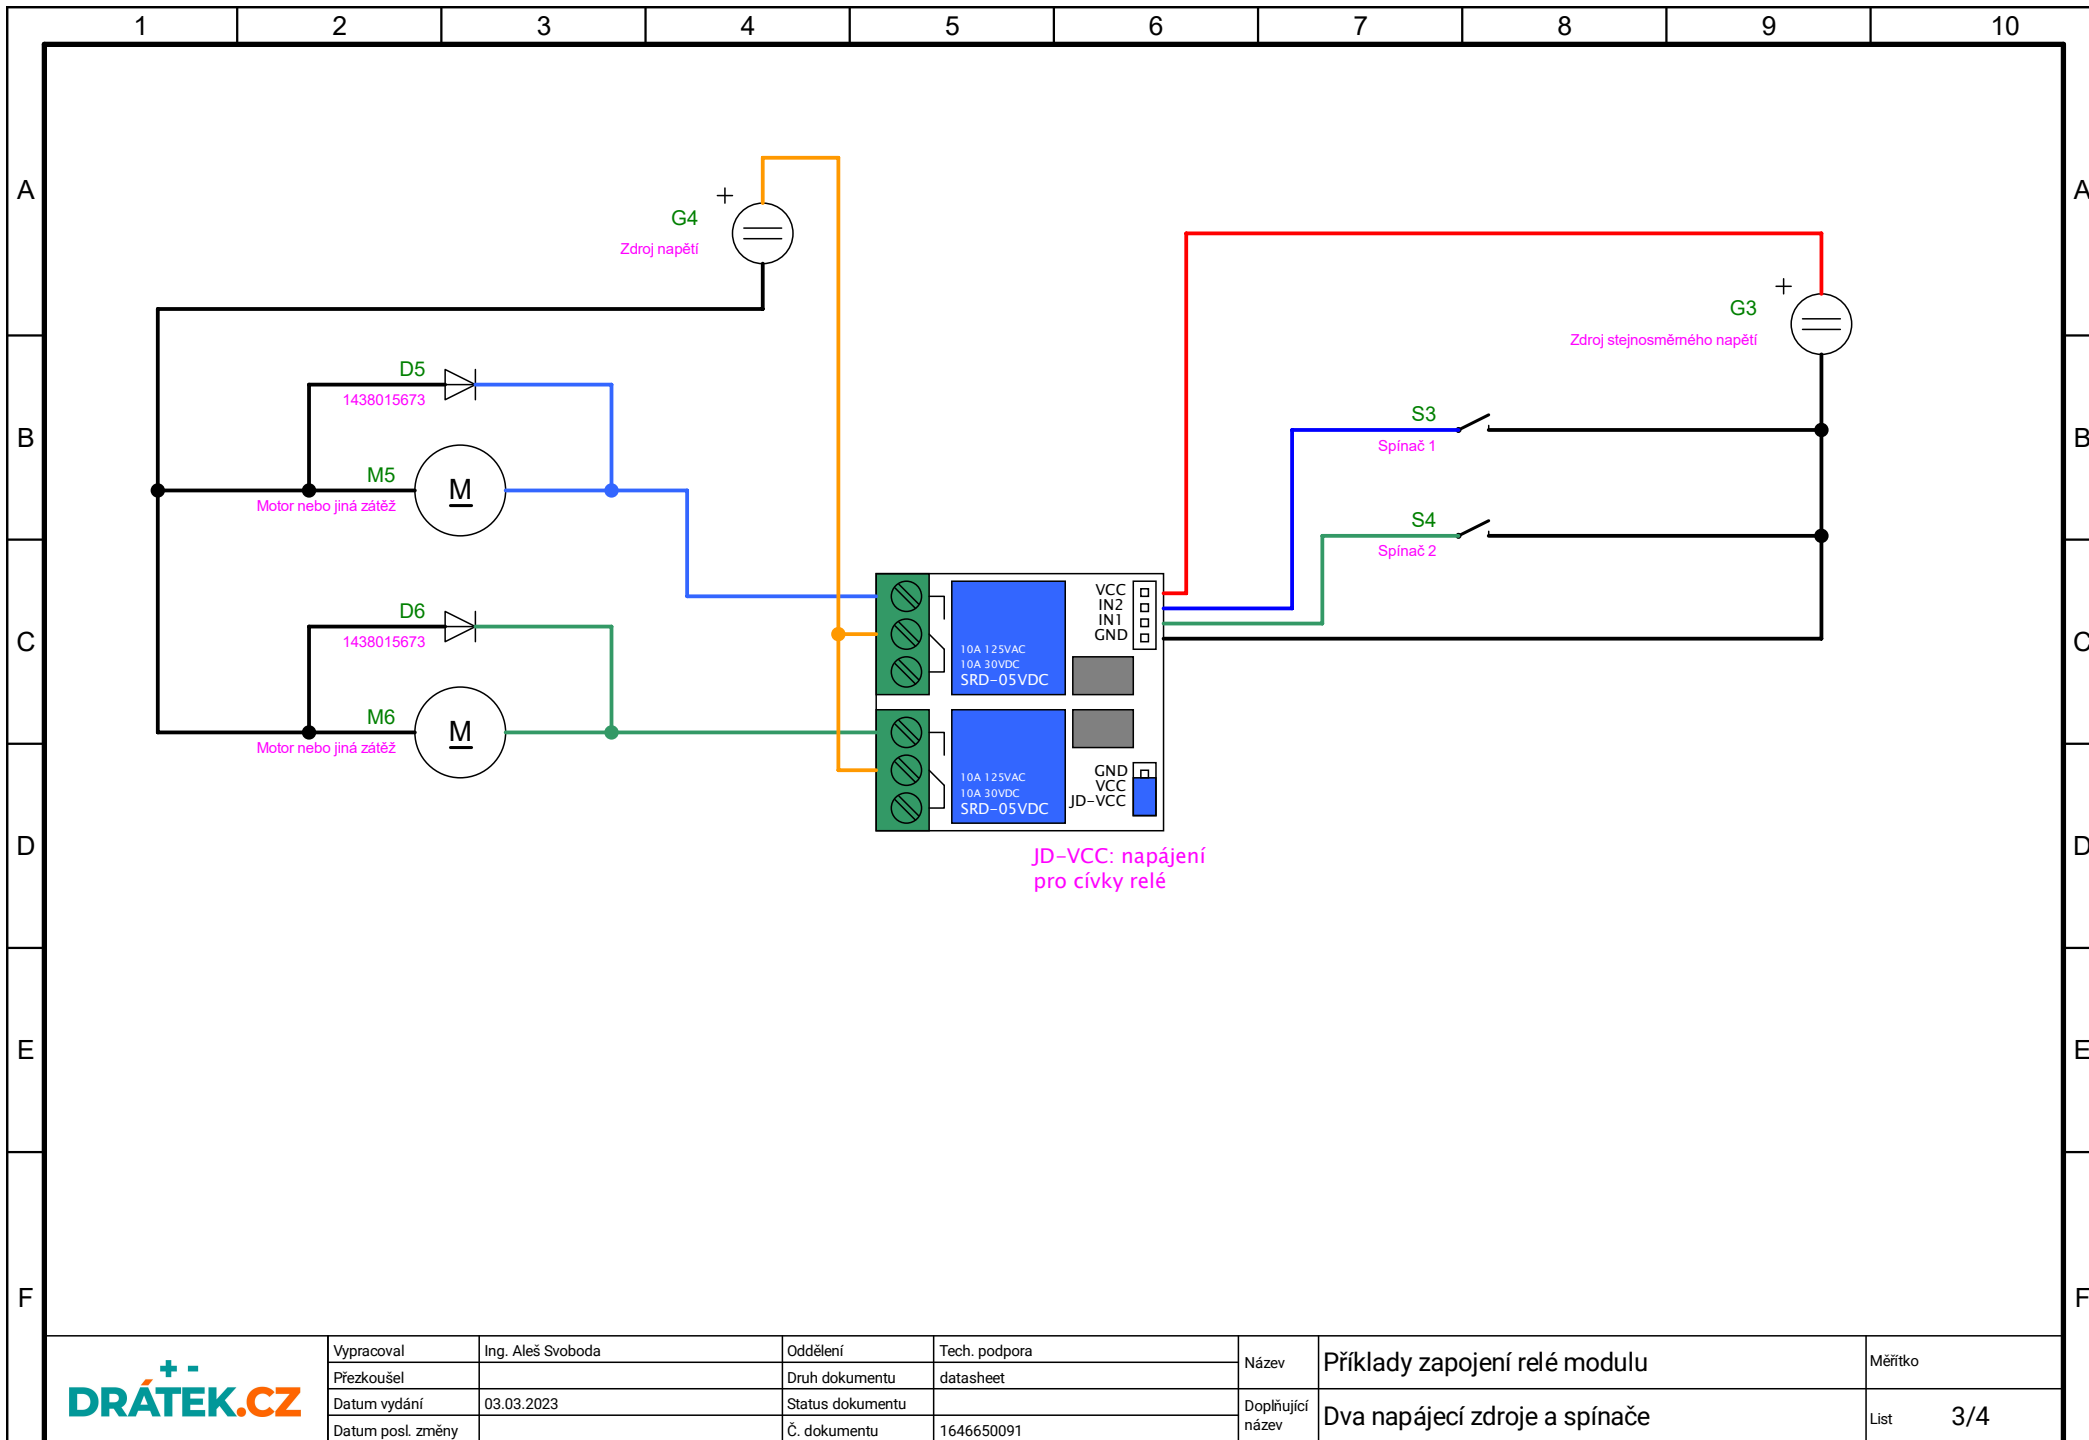 1 2 3 4 5 6 7 8 9 10
A A
B B
C C
D D
E E
F F
+
G4
Zdroj napětí
+
G3
Zdroj stejnosměrného napětí
D5
1438015673
M5
Motor nebo jiná zátěž
M
D6
1438015673
M6
Motor nebo jiná zátěž
M
S3
Spínač 1
S4
Spínač 2
VCC
IN2
IN1
GND
10A 125VAC
10A 30VDC
SRD-05VDC
10A 125VAC
10A 30VDC
SRD-05VDC
GND
VCC
JD-VCC
JD-VCC: napájení
pro cívky relé
+ -
DRÁTEK.CZ
Vypracoval Ing. Aleš Svoboda Oddělení Tech. podpora
Přezkoušel Druh dokumentu datasheet
Datum vydání 03.03.2023 Status dokumentu
Datum posl. změny Č. dokumentu 1646650091
Název Příklady zapojení relé modulu Měřítko
Doplňující
název Dva napájecí zdroje a spínače List 3/4